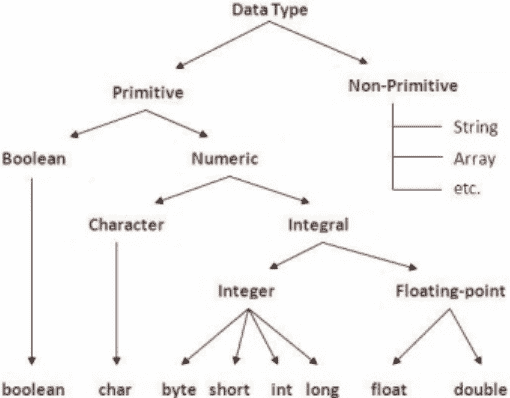 Data Type
Primitive
Non-Primitive
String
Array
etc.
Boolean
Numeric
Character
Integral
Integer
Floating-point
boolean char byte short int long float double